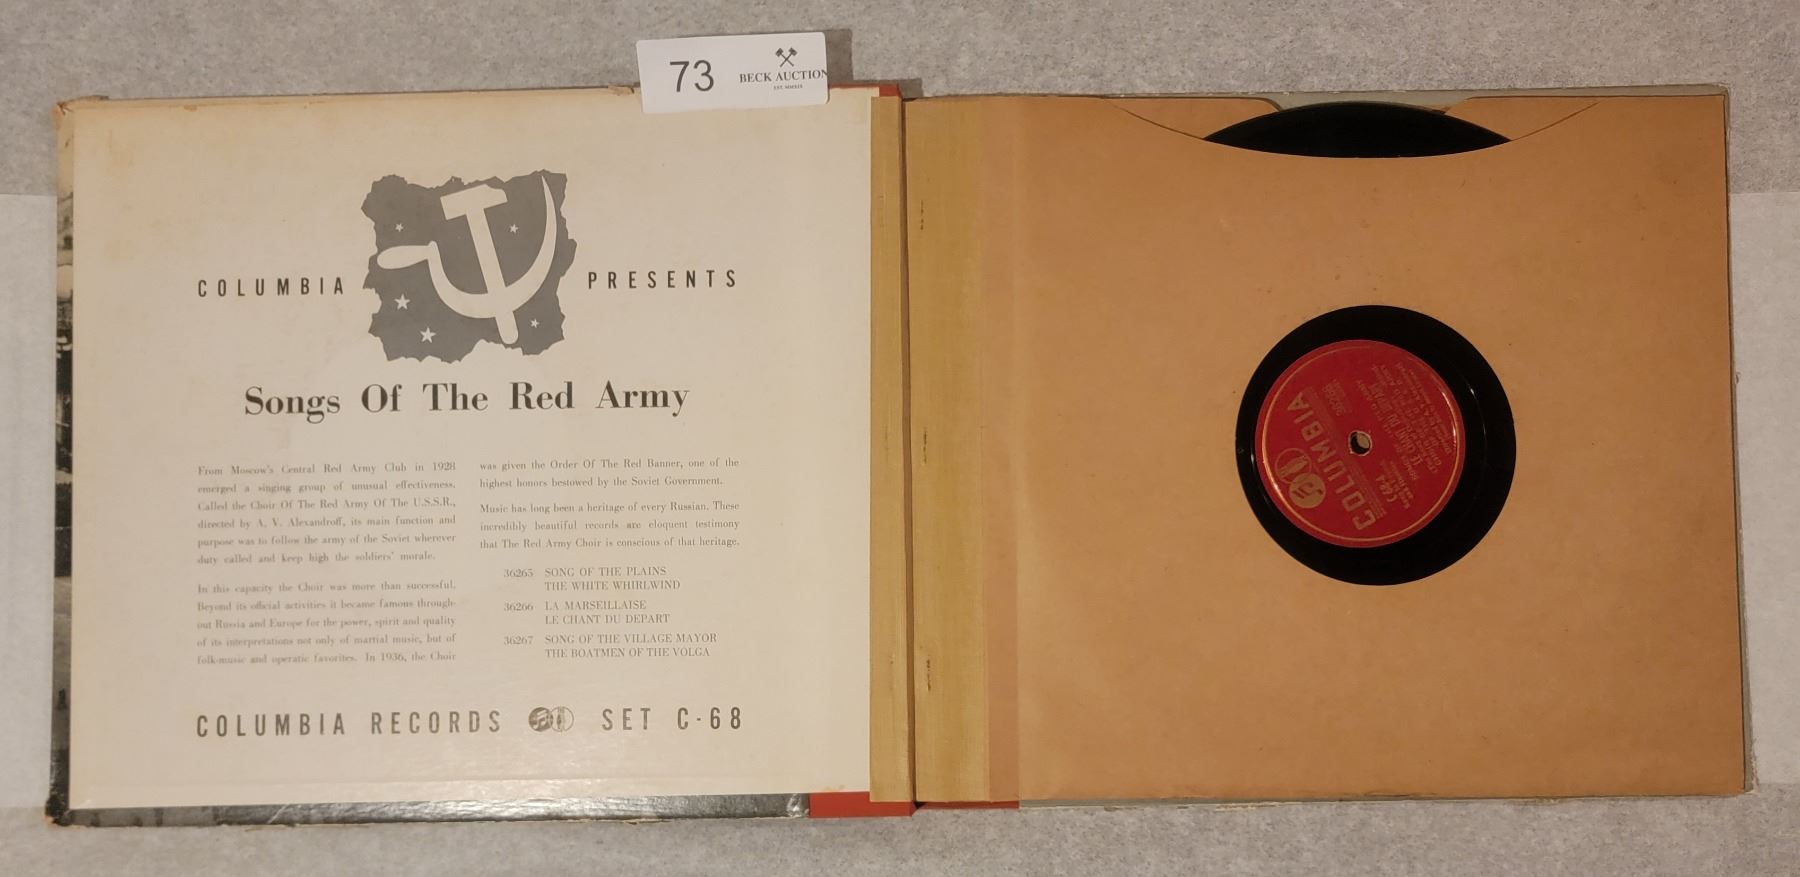 73
BECK AUCTION
COLUMBIA PRESENTS
Songs Of The Red Army
From Moscow's Central Red Army Club in 1928
emerged a singing group of unusual effectiveness.
Called the Choir Of The Red Army Of The U.S.S.R.,
directed by A. V. Alexandroff, its main function and
purpose was to follow the army of the Soviet wherever
duty called and keep high the soldiers' morale.
In this capacity the Choir was more than successful.
Beyond its official activities it became famous through-
out Russia and Europe for the power, spirit and quality
of its interpretations not only of martial music, but of
folk-music and operatic favorites. In 1936, the Choir
was given the Order Of The Red Banner, one of the
highest honors bestowed by the Soviet Government.
Music has long been a heritage of every Russian. These
incredibly beautiful records are eloquent testimony
that The Red Army Choir is conscious of that heritage.
36265 SONG OF THE PLAINS
THE WHITE WHIRLWIND
36266 LA MARSEILLAISE
LE CHANT DU DEPART
36267 SONG OF THE VILLAGE MAYOR
THE BOATMEN OF THE VOLGA
COLUMBIA RECORDS SET C-68
COLUMBIA
LE CHANT DU DEPART